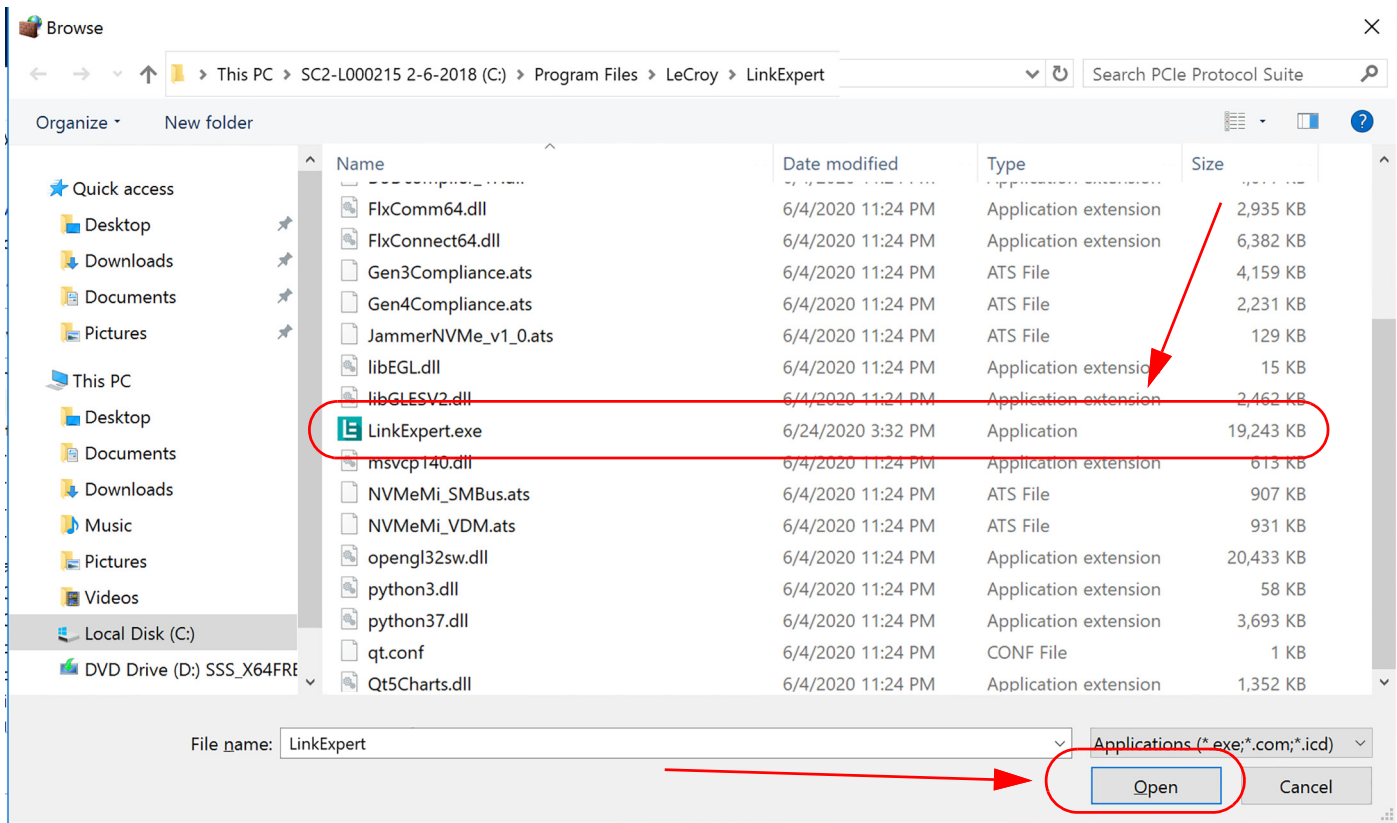 Browse
This PC > SC2-L000215 2-6-2018 (C:) > Program Files > LeCroy > LinkExpert
Search PCIe Protocol Suite
Organize
New folder
?
Quick access
Desktop
Downloads
Documents
Pictures
This PC
Desktop
Documents
Downloads
Music
Pictures
Videos
Local Disk (C:)
DVD Drive (D:) SSS_X64FRE
Name Date modified Type Size
FlxComm64.dll 6/4/2020 11:24 PM Application extension 2,935 KB
FlxConnect64.dll 6/4/2020 11:24 PM Application extension 6,382 KB
Gen3Compliance.ats 6/4/2020 11:24 PM ATS File 4,159 KB
Gen4Compliance.ats 6/4/2020 11:24 PM ATS File 2,231 KB
JammerNVMe_v1_0.ats 6/4/2020 11:24 PM ATS File 129 KB
libEGL.dll 6/4/2020 11:24 PM Application extension 15 KB
libGLESV2.dll 6/4/2020 11:24 PM Application extension 2,462 KB
LinkExpert.exe 6/24/2020 3:32 PM Application 19,243 KB
msvcp140.dll 6/4/2020 11:24 PM Application extension 613 KB
NVMeMi_SMBus.ats 6/4/2020 11:24 PM ATS File 907 KB
NVMeMi_VDM.ats 6/4/2020 11:24 PM ATS File 931 KB
opengl32sw.dll 6/4/2020 11:24 PM Application extension 20,433 KB
python3.dll 6/4/2020 11:24 PM Application extension 58 KB
python37.dll 6/4/2020 11:24 PM Application extension 3,693 KB
qt.conf 6/4/2020 11:24 PM CONF File 1 KB
Qt5Charts.dll 6/4/2020 11:24 PM Application extension 1,352 KB
File name: LinkExpert
Applications (*.exe;*.com;*.icd)
Open
Cancel